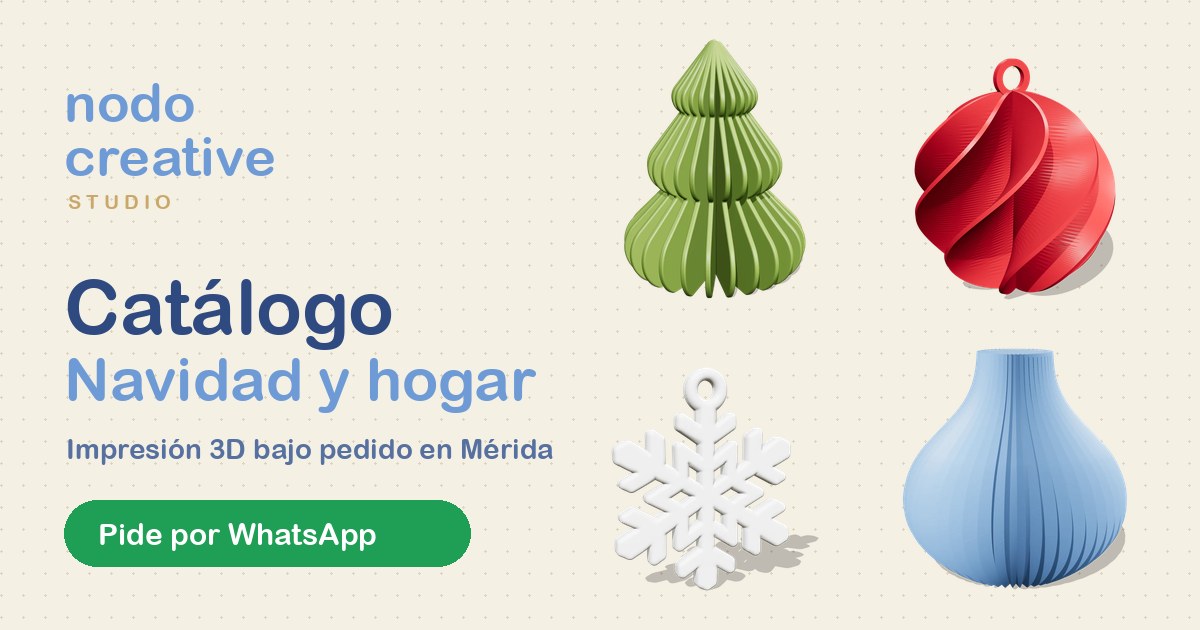 nodo
creative
STUDIO
Catálogo
Navidad y hogar
Impresión 3D bajo pedido en Mérida
Pide por WhatsApp